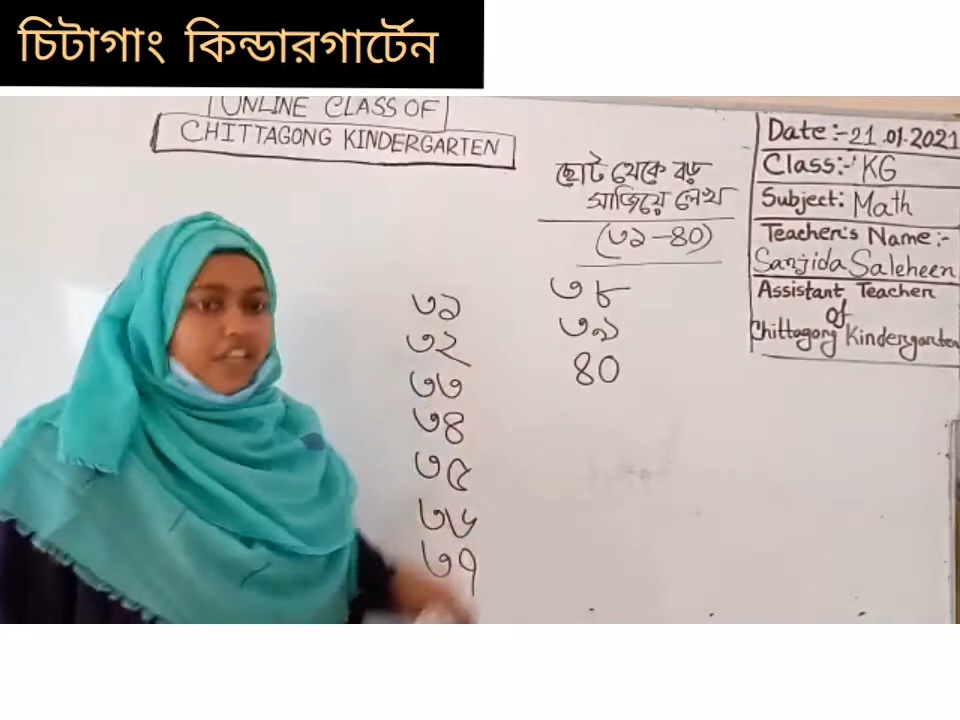 চিটাগাং কিন্ডারগার্টেন
ONLINE CLASS OF
CHITTAGONG KINDERGARTEN
ছোট থেকে বড়
সাজিয়ে লেখ
(৩১-৪০)
৩১
৩২
৩৩
৩৪
৩৫
৩৬
৩৭
৩৮
৩৯
৪০
Date:-21.01.2021
Class:-KG
Subject: Math
Teacher's Name:-
Sanjida Saleheen
Assistant Teacher
of
Chittagong Kindergarten